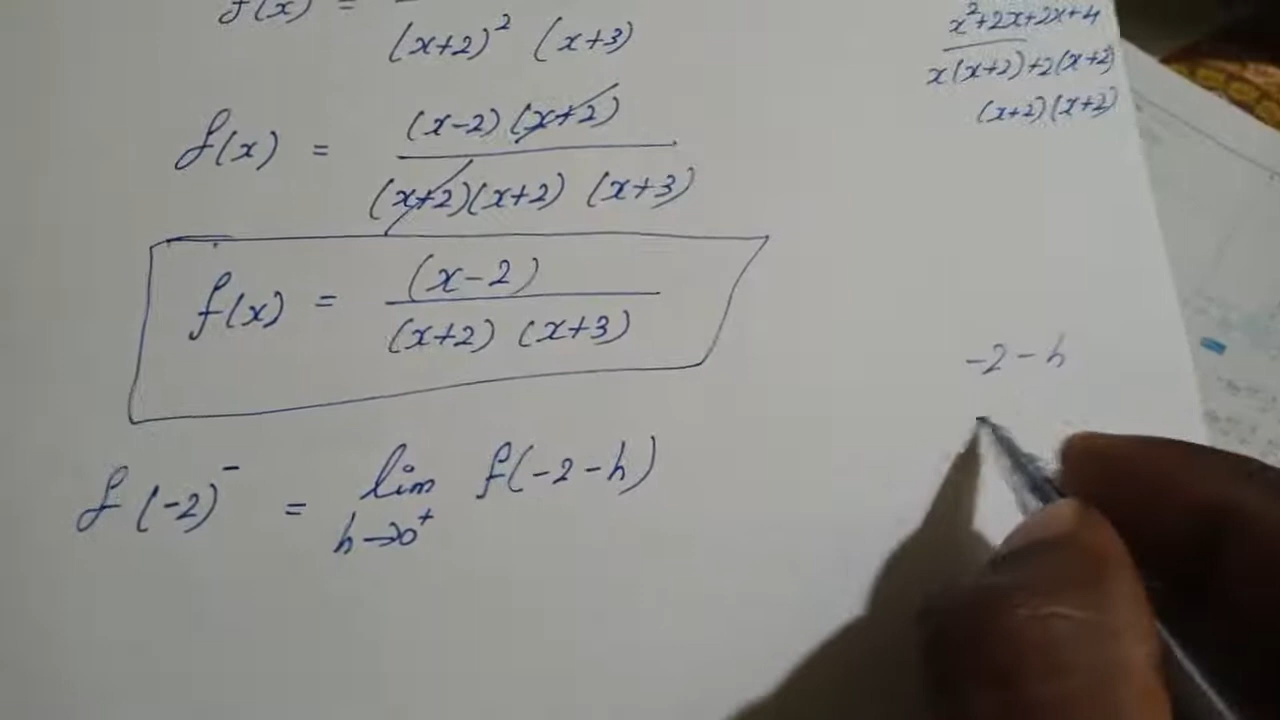 f(x) =
(x+2)² (x+3)
f(x) = (x-2)(x+2)
(x+2)(x+2) (x+3)
f(x) = (x-2)
(x+2) (x+3)
f(-2)⁻ = lim f(-2-h)
h→0⁺
x²+2x+2x+4
x(x+2)+2(x+2)
(x+2)(x+2)
-2-h